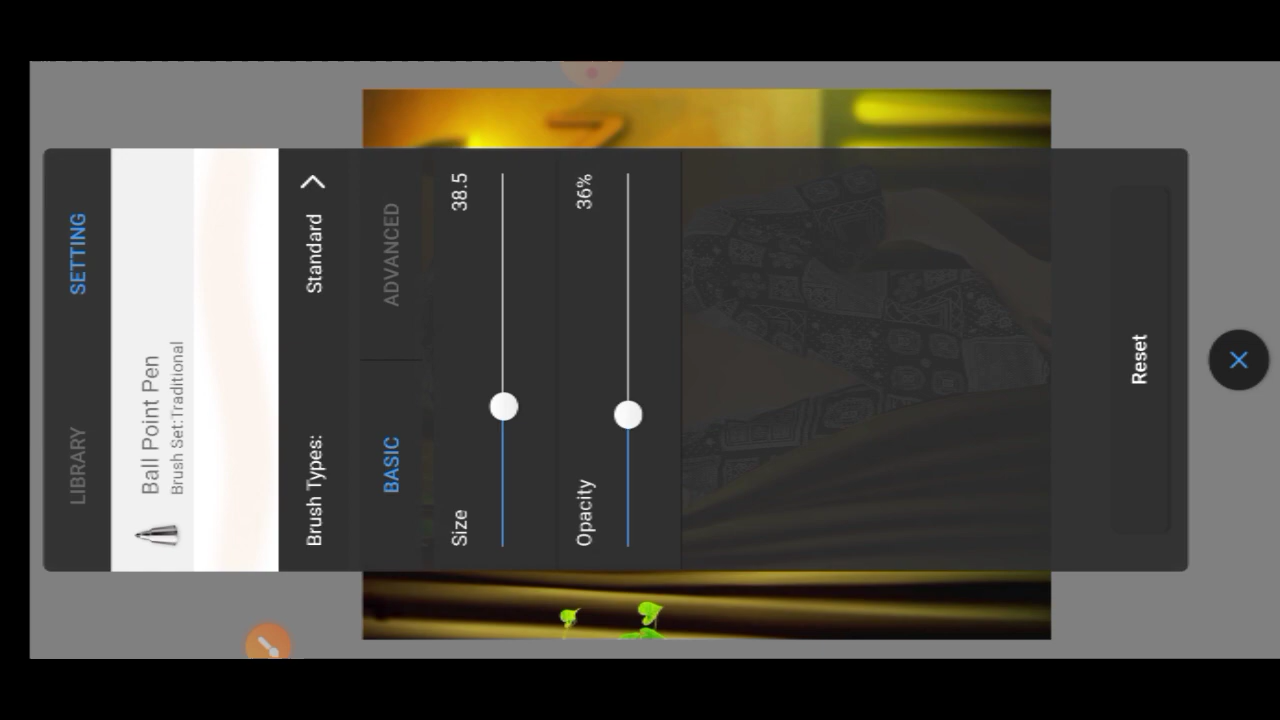 LIBRARY SETTING
Ball Point Pen
Brush Set:Traditional
Brush Types: Standard
BASIC ADVANCED
Size 38.5
Opacity 36%
Reset